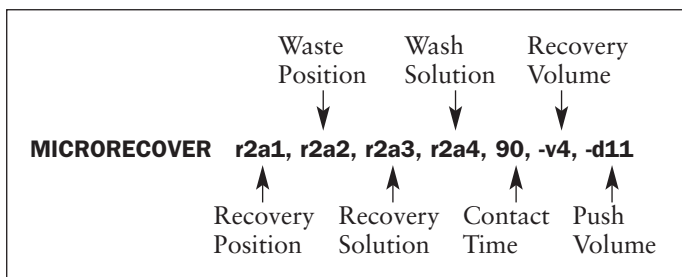 Waste Position
Wash Solution
Recovery Volume
MICRORECOVER r2a1, r2a2, r2a3, r2a4, 90, -v4, -d11
Recovery Position
Recovery Solution
Contact Time
Push Volume